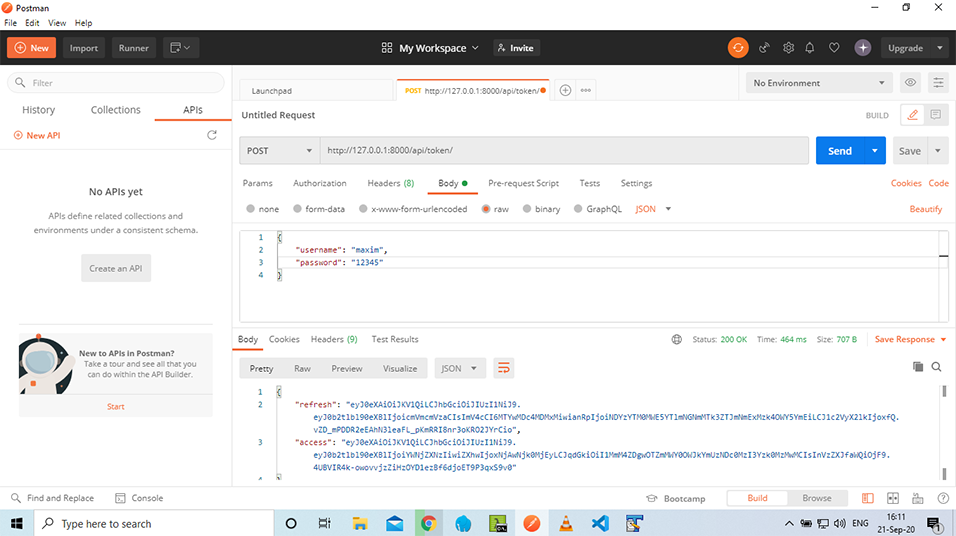 Postman
File Edit View Help
New Import Runner My Workspace Invite Upgrade
Filter
History Collections APIs
New API
No APIs yet
APIs define related collections and
environments under a consistent schema.
Create an API
New to APIs in Postman?
Take a tour and see all that you
can do within the API Builder.
Start
Launchpad POST http://127.0.0.1:8000/api/token/ No Environment
Untitled Request BUILD
POST http://127.0.0.1:8000/api/token/ Send Save
Params Authorization Headers (8) Body Pre-request Script Tests Settings Cookies Code
none form-data x-www-form-urlencoded raw binary GraphQL JSON Beautify
1 {
2 "username": "maxim",
3 "password": "12345"
4 }
Body Cookies Headers (9) Test Results Status: 200 OK Time: 464 ms Size: 707 B Save Response
Pretty Raw Preview Visualize JSON
1 {
2 "refresh": "eyJ0eXAiOiJKV1QiLCJhbGciOiJIUzI1NiJ9.
3 "access": "eyJ0eXAiOiJKV1QiLCJhbGciOiJIUzI1NiJ9.
4 }
Find and Replace Console Bootcamp Build Browse
Type here to search ENG 16:11
21-Sep-20